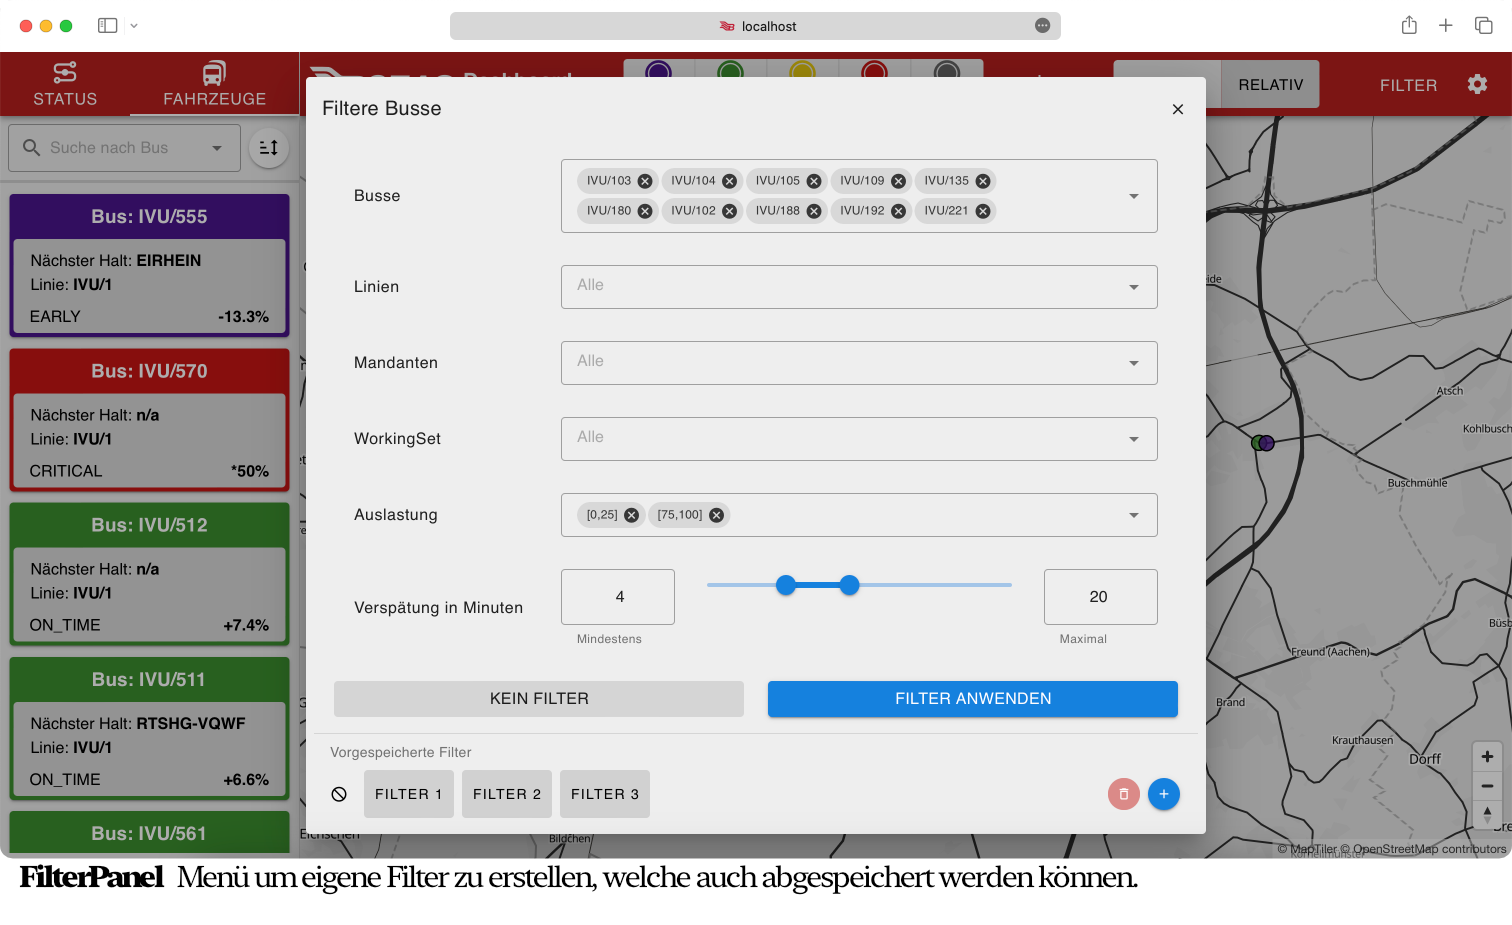 localhost
STATUS
FAHRZEUGE
RELATIV
FILTER
Suche nach Bus
Bus: IVU/555
Nächster Halt: EIRHEIN
Linie: IVU/1
EARLY -13.3%
Bus: IVU/570
Nächster Halt: n/a
Linie: IVU/1
CRITICAL *50%
Bus: IVU/512
Nächster Halt: n/a
Linie: IVU/1
ON_TIME +7.4%
Bus: IVU/511
Nächster Halt: RTSHG-VQWF
Linie: IVU/1
ON_TIME +6.6%
Bus: IVU/561
Filtere Busse
Busse
IVU/103 IVU/104 IVU/105 IVU/109 IVU/135
IVU/180 IVU/102 IVU/188 IVU/192 IVU/221
Linien Alle
Mandanten Alle
WorkingSet Alle
Auslastung [0,25] [75,100]
Verspätung in Minuten 4 20
Mindestens Maximal
KEIN FILTER FILTER ANWENDEN
Vorgespeicherte Filter
FILTER 1 FILTER 2 FILTER 3
Atsch
Kohlbusch
Buschmühle
Freund (Aachen)
Brand
Krauthausen
Dorff
Bildchen
© MapTiler © OpenStreetMap contributors
FilterPanel Menü um eigene Filter zu erstellen, welche auch abgespeichert werden können.